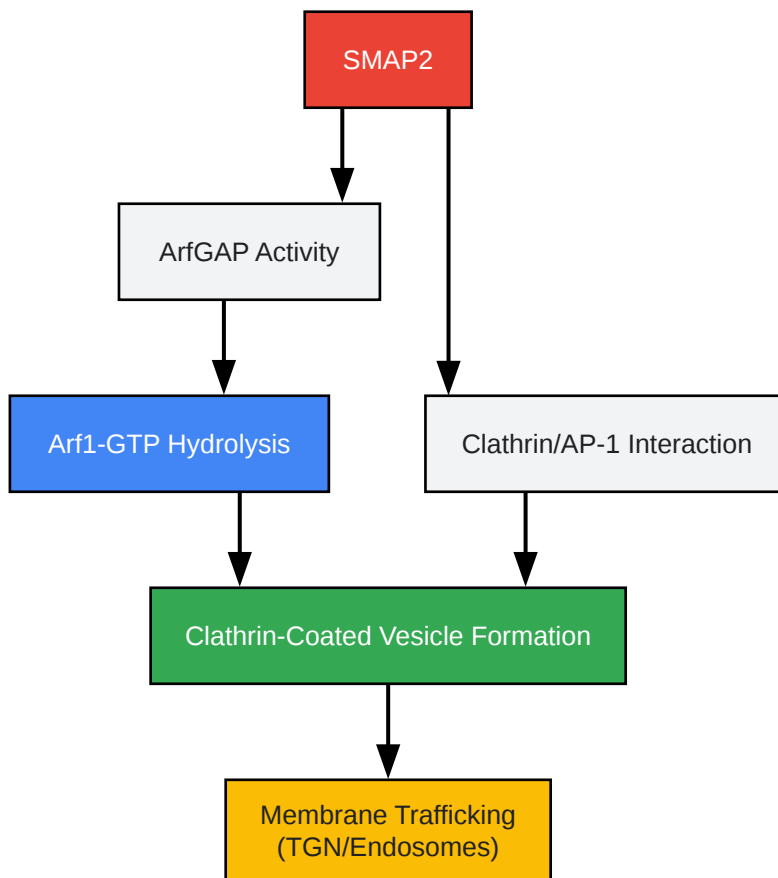 SMAP2
ArfGAP Activity
Arf1-GTP Hydrolysis
Clathrin/AP-1 Interaction
Clathrin-Coated Vesicle Formation
Membrane Trafficking
(TGN/Endosomes)